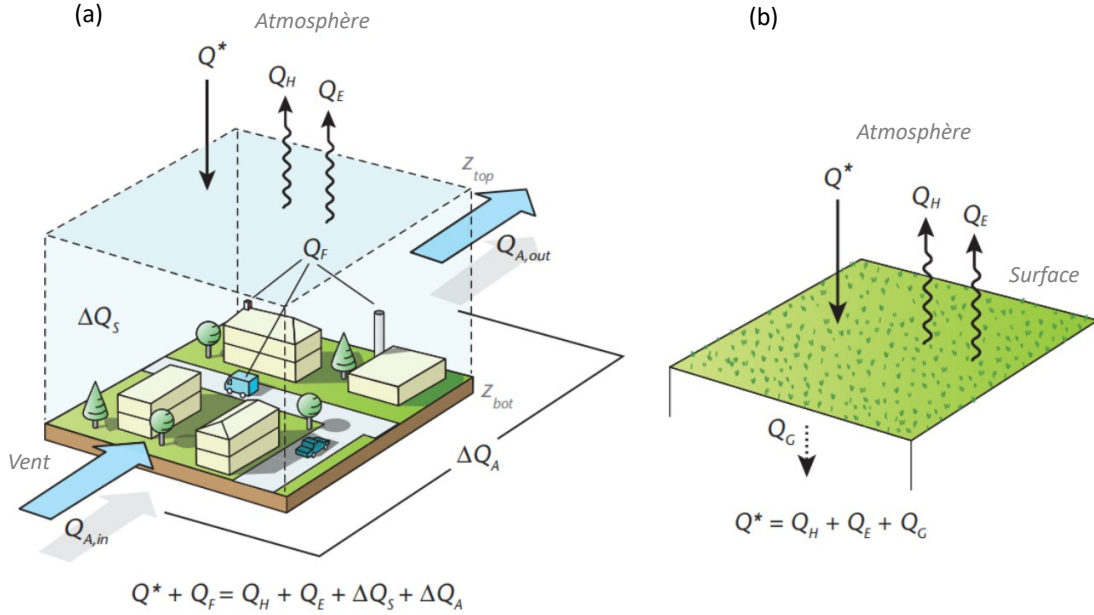 (a)
Atmosphère
Q*
Q_H
Q_E
z_top
Q_F
Q_A,out
ΔQ_S
z_bot
Vent
ΔQ_A
Q_A,in
Q* + Q_F = Q_H + Q_E + ΔQ_S + ΔQ_A
(b)
Atmosphère
Q*
Q_H
Q_E
Surface
Q_G
Q* = Q_H + Q_E + Q_G